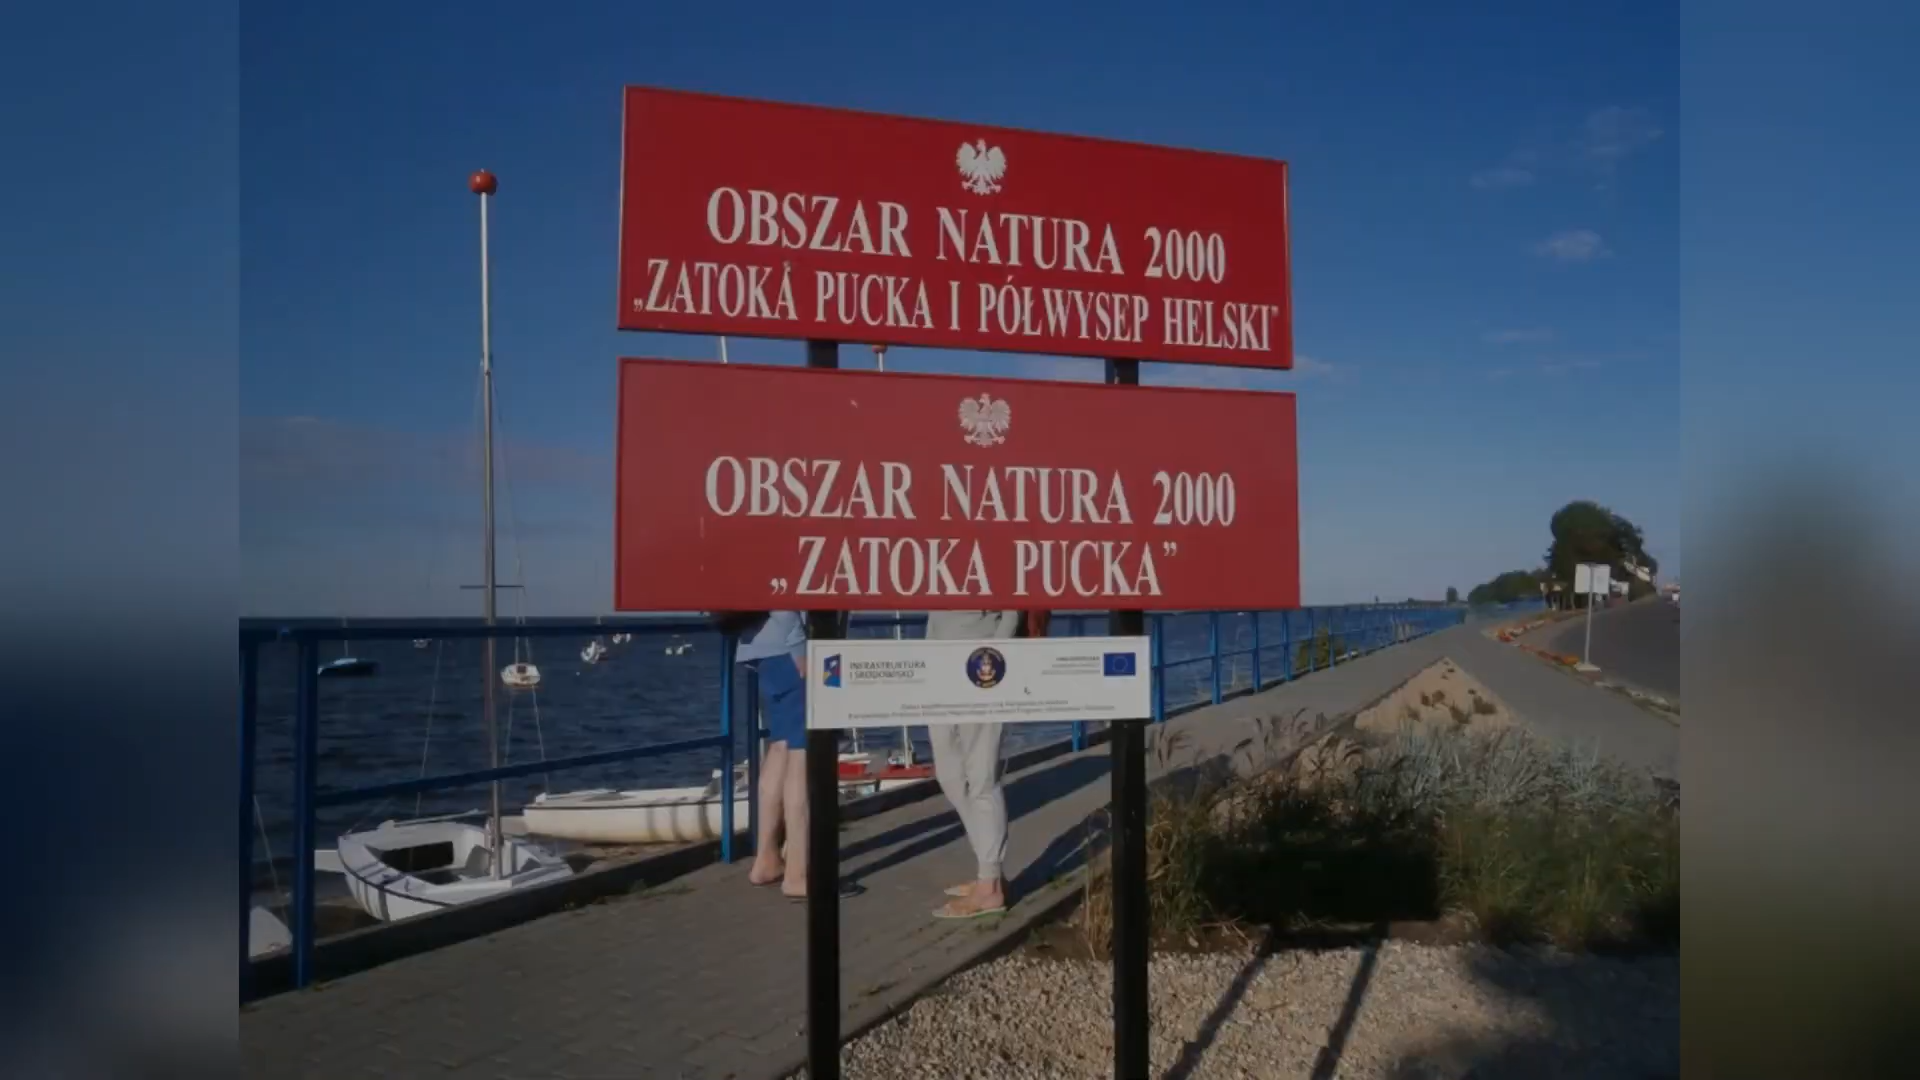 OBSZAR NATURA 2000
„ZATOKA PUCKA I PÓŁWYSEP HELSKI”
OBSZAR NATURA 2000
„ZATOKA PUCKA”
INFRASTRUKTURA
I ŚRODOWISKO